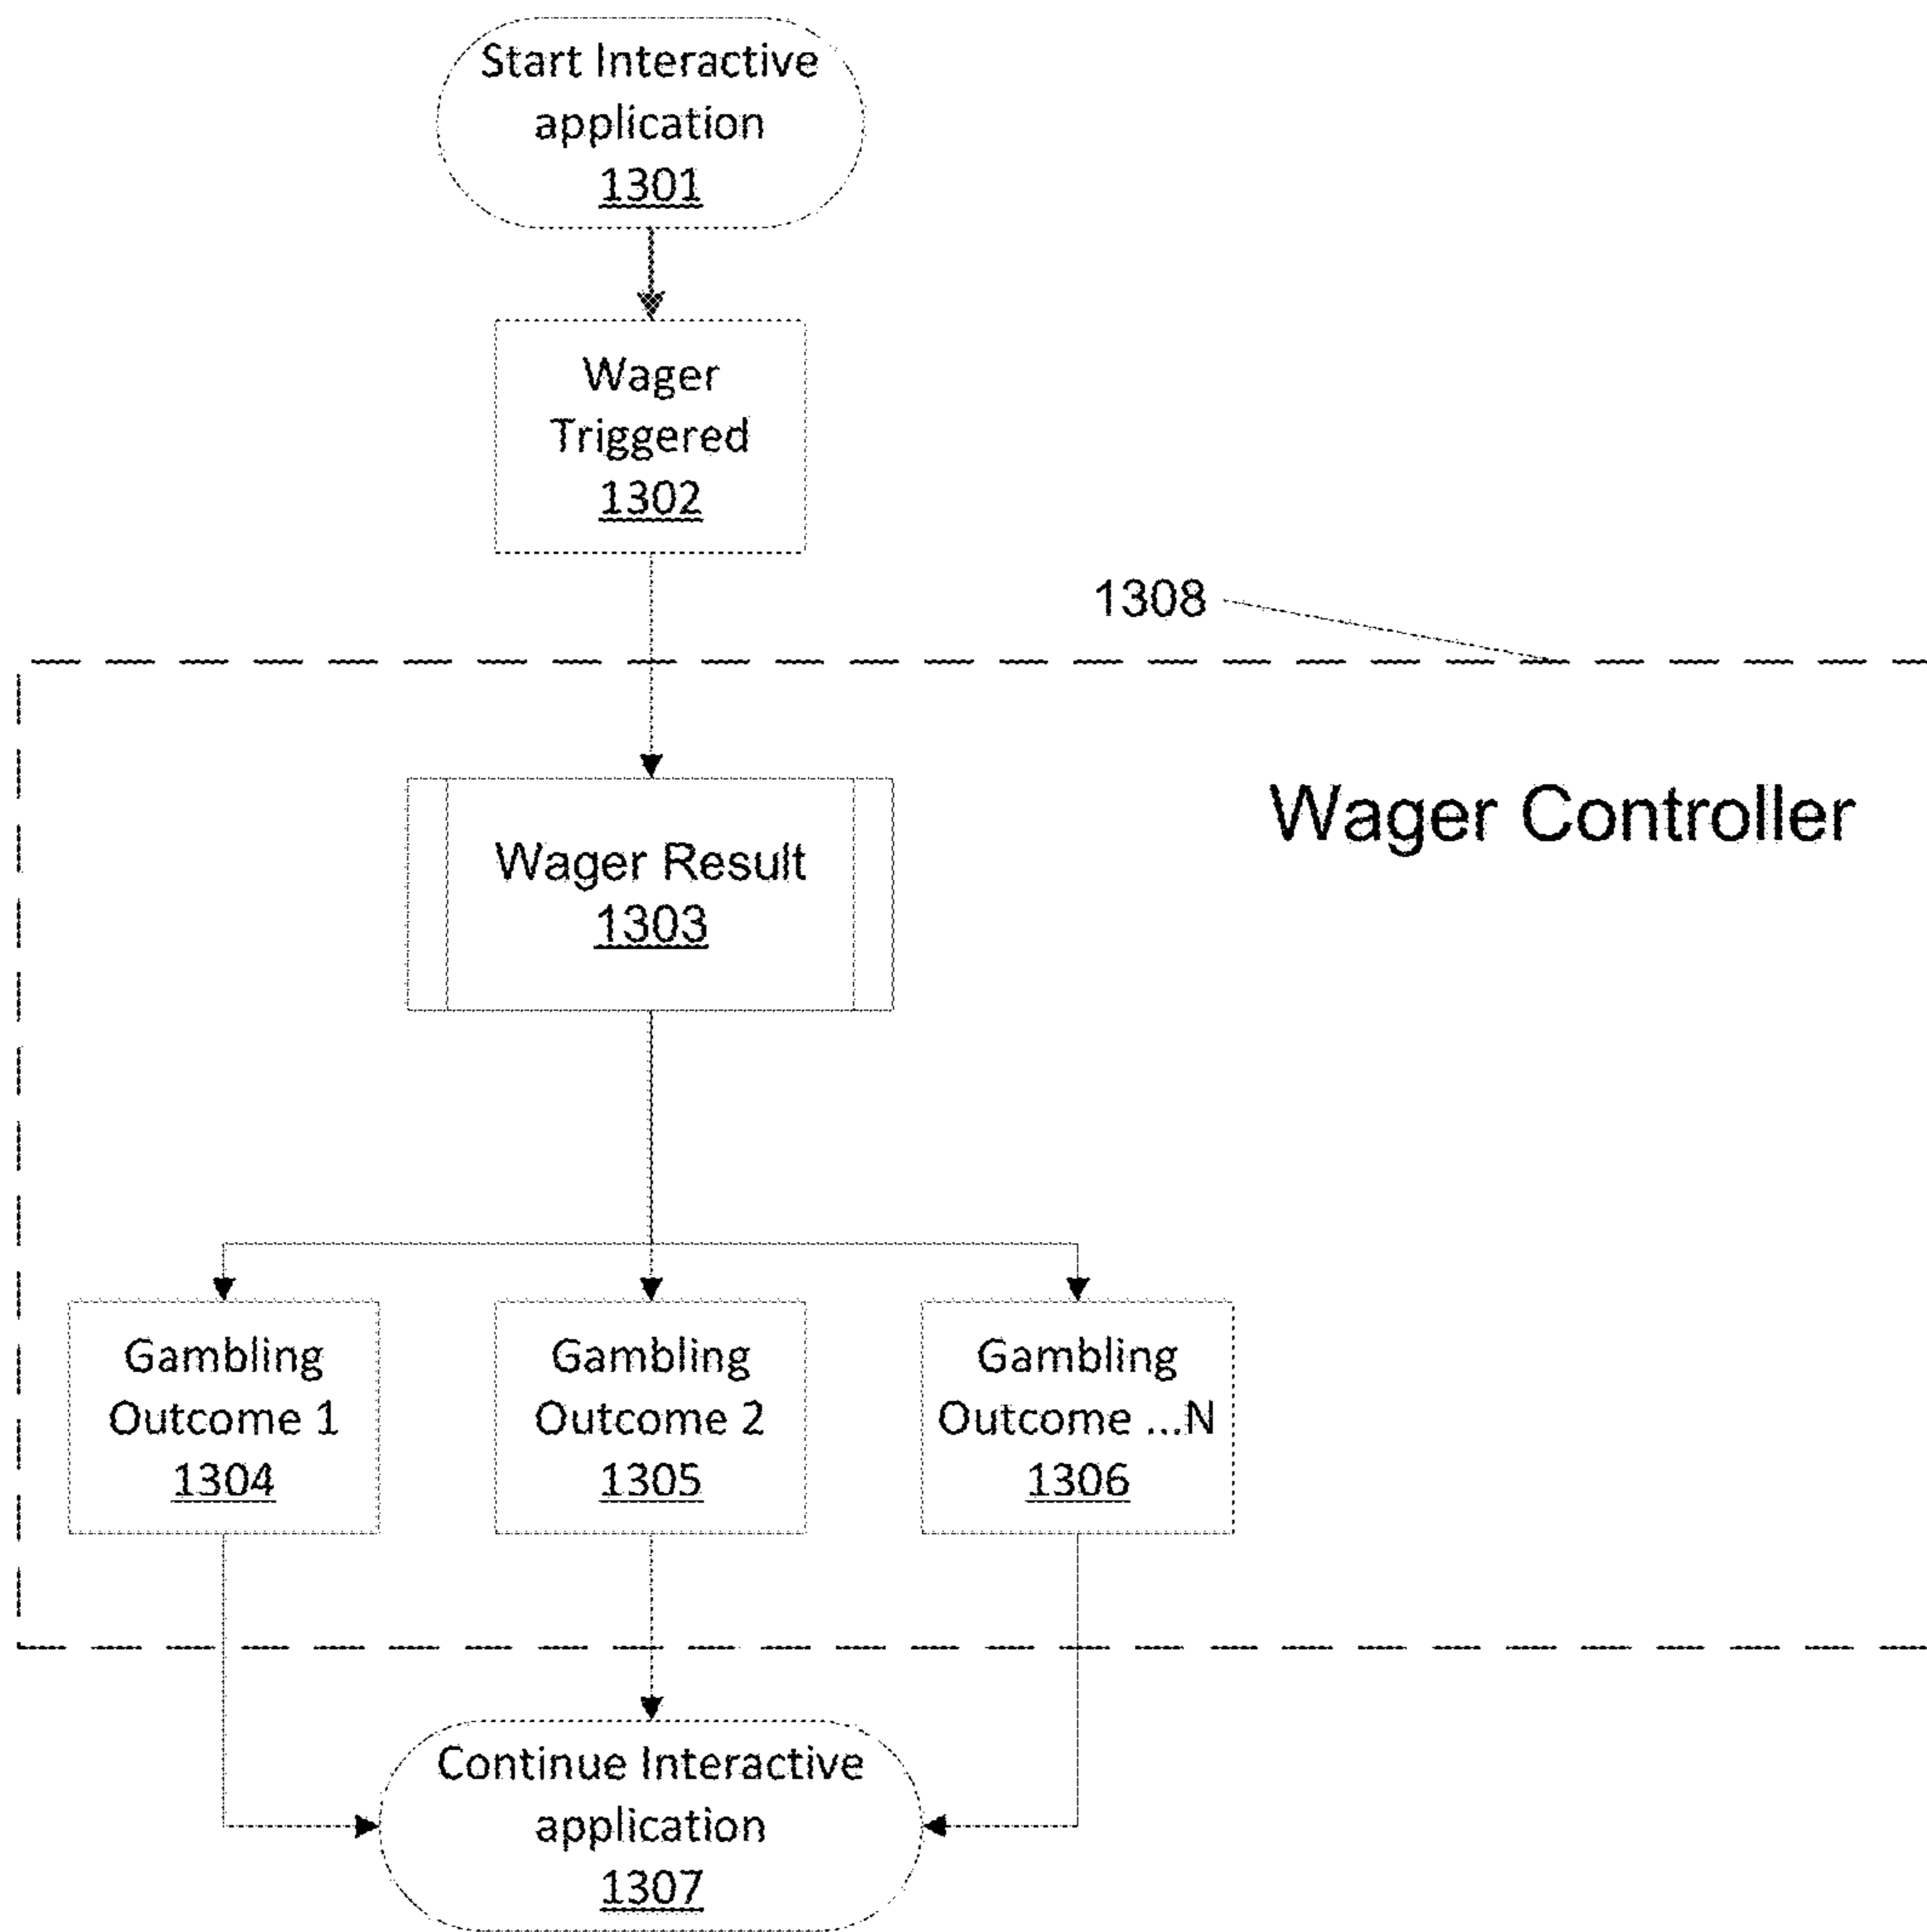 Start Interactive
application
1301
Wager
Triggered
1302
1308
Wager Controller
Wager Result
1303
Gambling
Outcome 1
1304
Gambling
Outcome 2
1305
Gambling
Outcome ...N
1306
Continue Interactive
application
1307